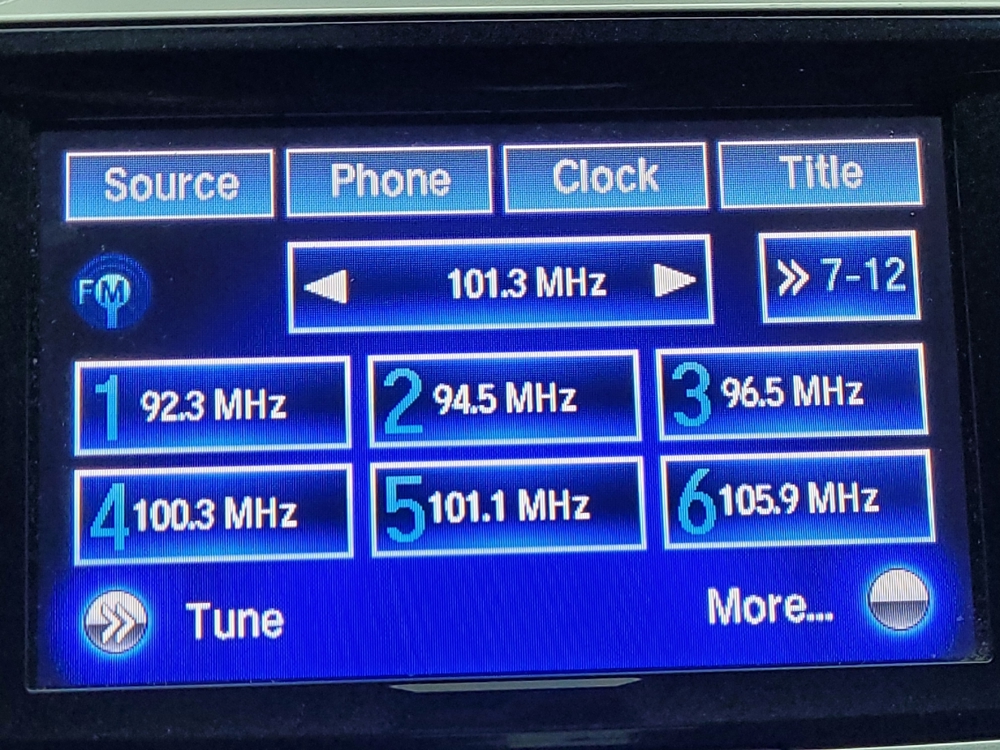 Source Phone Clock Title
FM 101.3 MHz 7-12
1 92.3 MHz 2 94.5 MHz 3 96.5 MHz
4 100.3 MHz 5 101.1 MHz 6 105.9 MHz
Tune More...